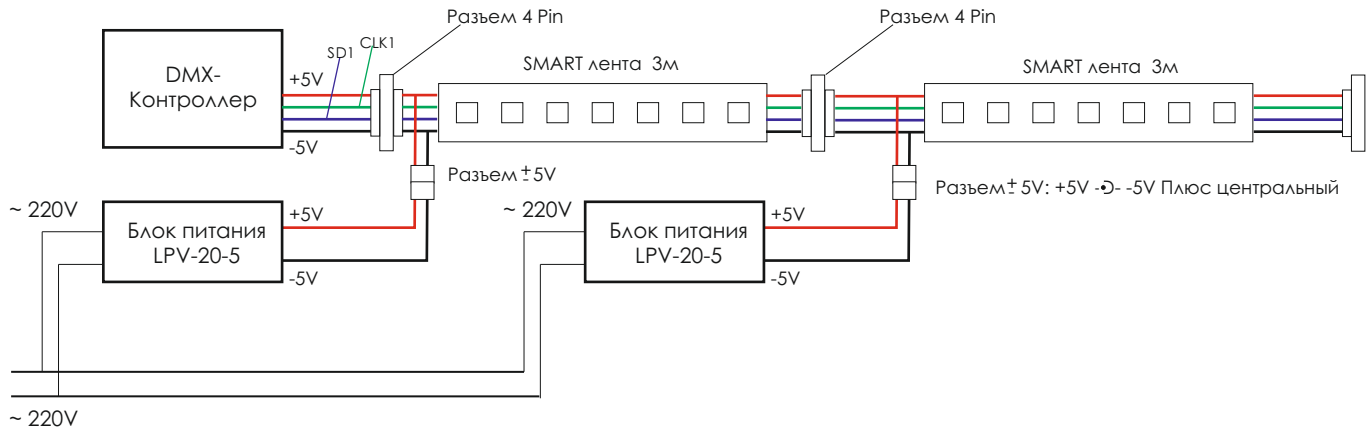 Разъем 4 Pin
Разъем 4 Pin
SD1
CLK1
DMX-
Контроллер
+5V
-5V
SMART лента 3м
SMART лента 3м
Разъем ±5V
Разъем ± 5V: +5V -5V Плюс центральный
~ 220V
Блок питания
LPV-20-5
+5V
-5V
~ 220V
Блок питания
LPV-20-5
+5V
-5V
~ 220V